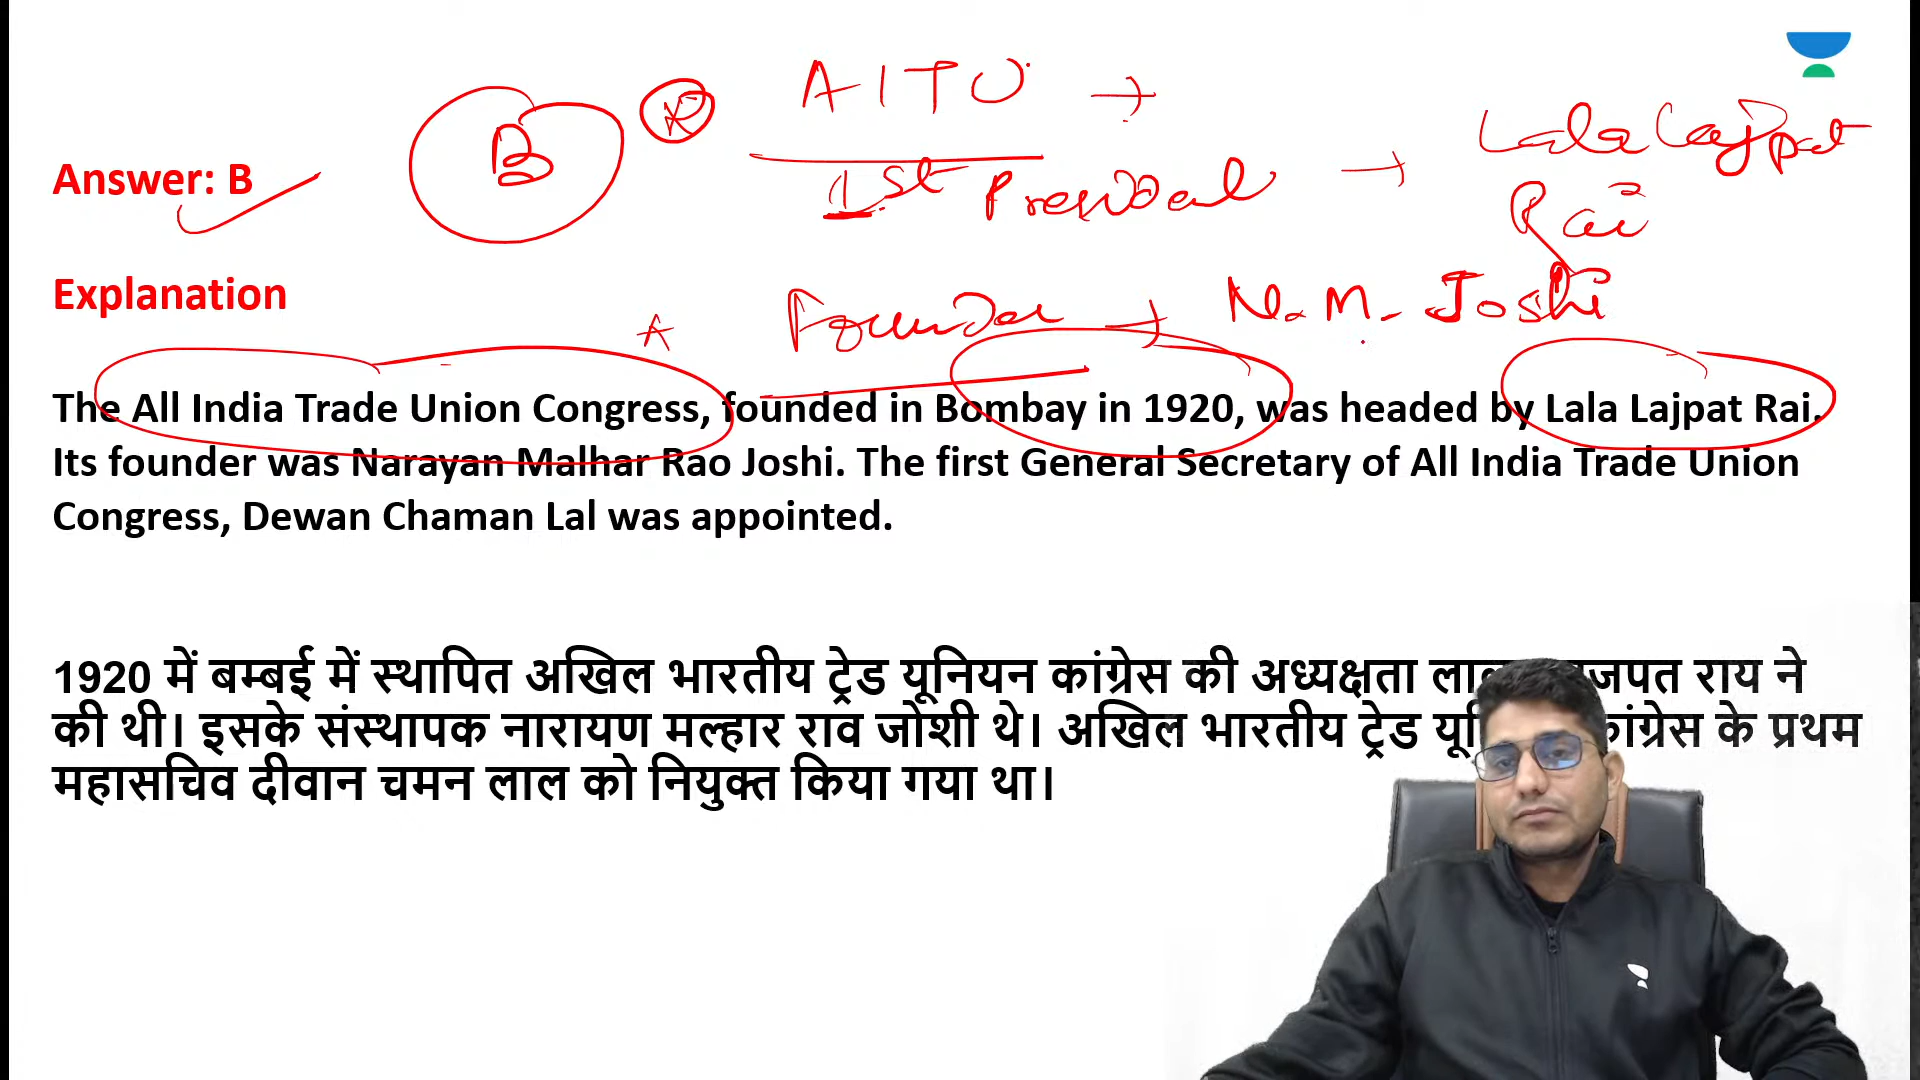 AITU →
Lala Lajpat
Answer: B
B
1st President →
Rai
Explanation
Founder → N.M. Joshi
The All India Trade Union Congress, founded in Bombay in 1920, was headed by Lala Lajpat Rai.
Its founder was Narayan Malhar Rao Joshi. The first General Secretary of All India Trade Union
Congress, Dewan Chaman Lal was appointed.
1920 में बम्बई में स्थापित अखिल भारतीय ट्रेड यूनियन कांग्रेस की अध्यक्षता राय ने
की थी। इसके संस्थापक नारायण मल्हार राव जोशी थे। अखिल भारतीय ट्रेड कांग्रेस के प्रथम
महासचिव दीवान चमन लाल को नियुक्त किया गया था।